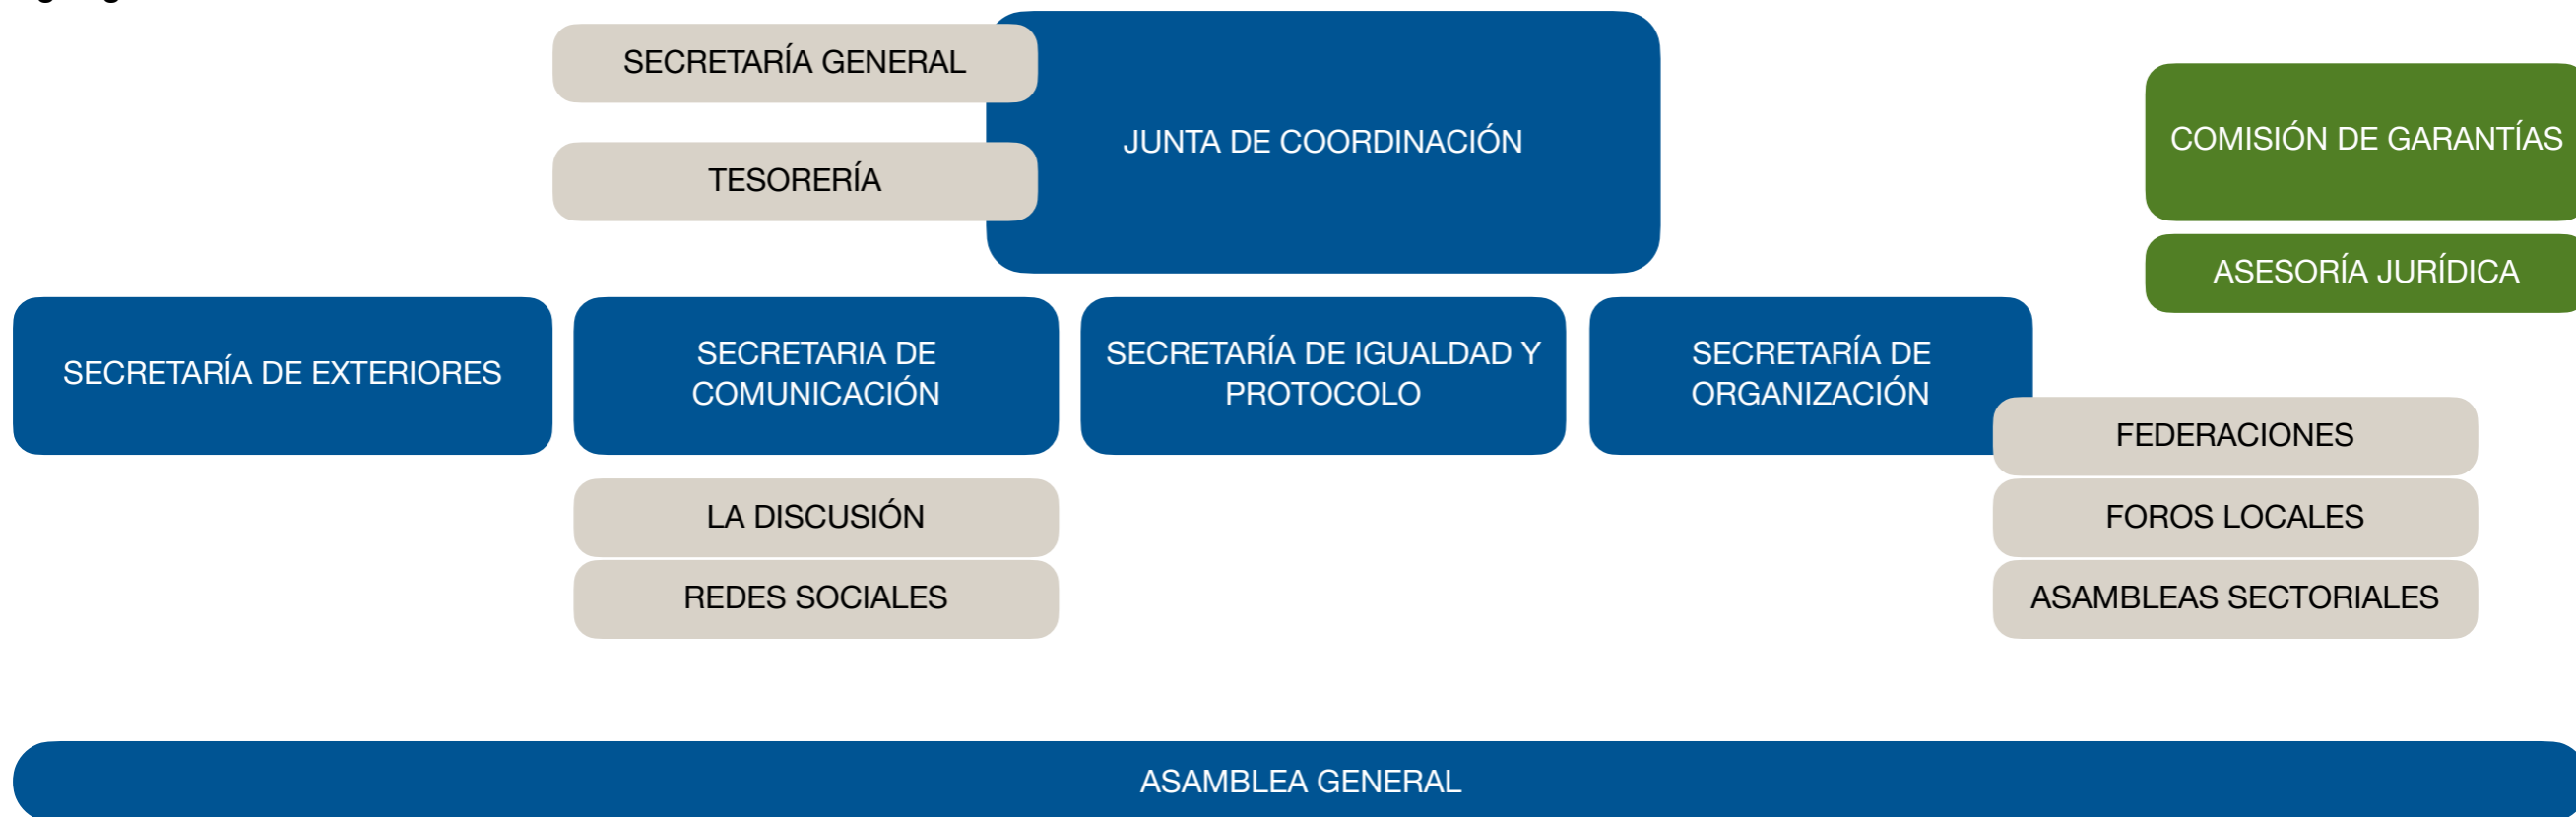 SECRETARÍA GENERAL
JUNTA DE COORDINACIÓN
TESORERÍA
COMISIÓN DE GARANTÍAS
ASESORÍA JURÍDICA
SECRETARÍA DE EXTERIORES
SECRETARIA DE
COMUNICACIÓN
SECRETARÍA DE IGUALDAD Y
PROTOCOLO
SECRETARÍA DE
ORGANIZACIÓN
LA DISCUSIÓN
REDES SOCIALES
FEDERACIONES
FOROS LOCALES
ASAMBLEAS SECTORIALES
ASAMBLEA GENERAL